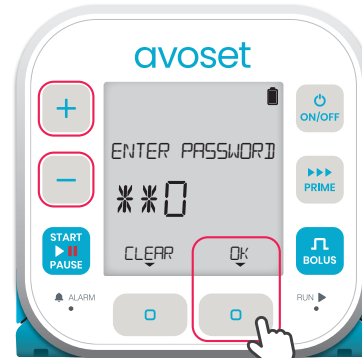 avoset
+
ON/OFF
ENTER PASSWORD
**0
−
PRIME
START
PAUSE
CLEAR
OK
BOLUS
ALARM
RUN